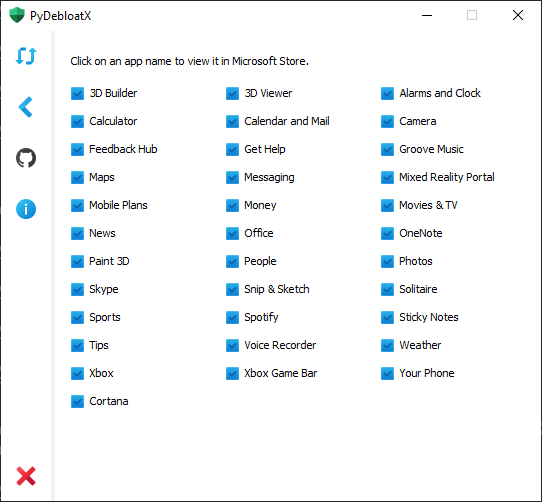 PyDebloatX
Click on an app name to view it in Microsoft Store.
3D Builder 3D Viewer Alarms and Clock
Calculator Calendar and Mail Camera
Feedback Hub Get Help Groove Music
Maps Messaging Mixed Reality Portal
Mobile Plans Money Movies & TV
News Office OneNote
Paint 3D People Photos
Skype Snip & Sketch Solitaire
Sports Spotify Sticky Notes
Tips Voice Recorder Weather
Xbox Xbox Game Bar Your Phone
Cortana